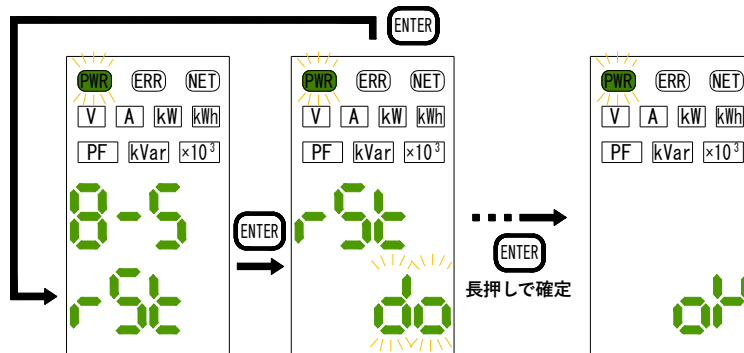 ENTER
PWR ERR NET
V A kW kWh
PF kVar ×10³
8-5
rSt
ENTER
PWR ERR NET
V A kW kWh
PF kVar ×10³
rSt
do
ENTER
長押しで確定
PWR ERR NET
V A kW kWh
PF kVar ×10³